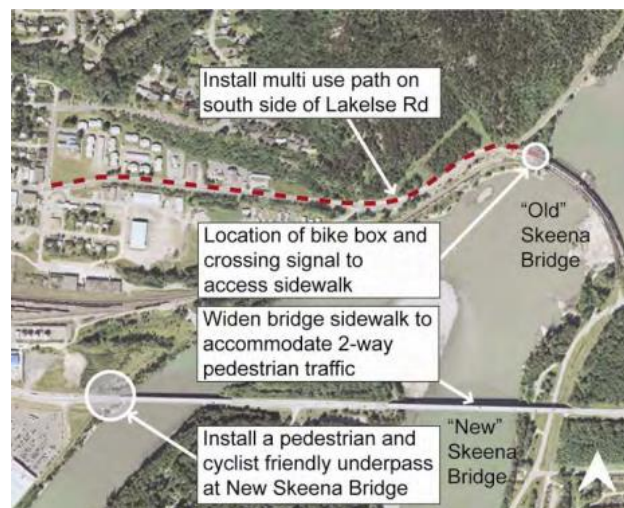 Install multi use path on
south side of Lakelse Rd
"Old"
Skeena
Bridge
Location of bike box and
crossing signal to
access sidewalk
Widen bridge sidewalk to
accommodate 2-way
pedestrian traffic
"New"
Skeena
Bridge
Install a pedestrian and
cyclist friendly underpass
at New Skeena Bridge